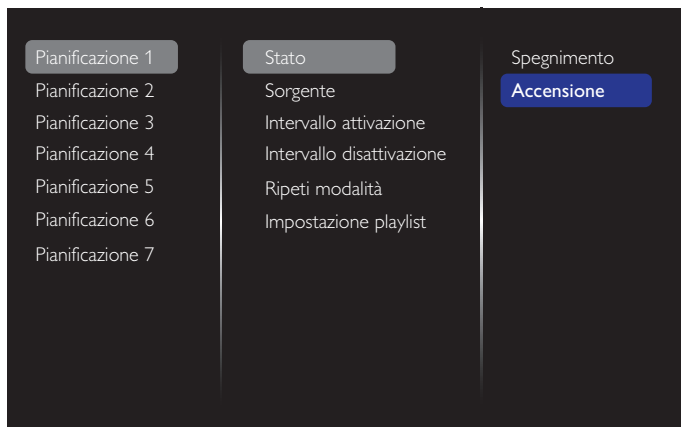 Pianificazione 1
Pianificazione 2
Pianificazione 3
Pianificazione 4
Pianificazione 5
Pianificazione 6
Pianificazione 7
Stato
Sorgente
Intervallo attivazione
Intervallo disattivazione
Ripeti modalità
Impostazione playlist
Spegnimento
Accensione